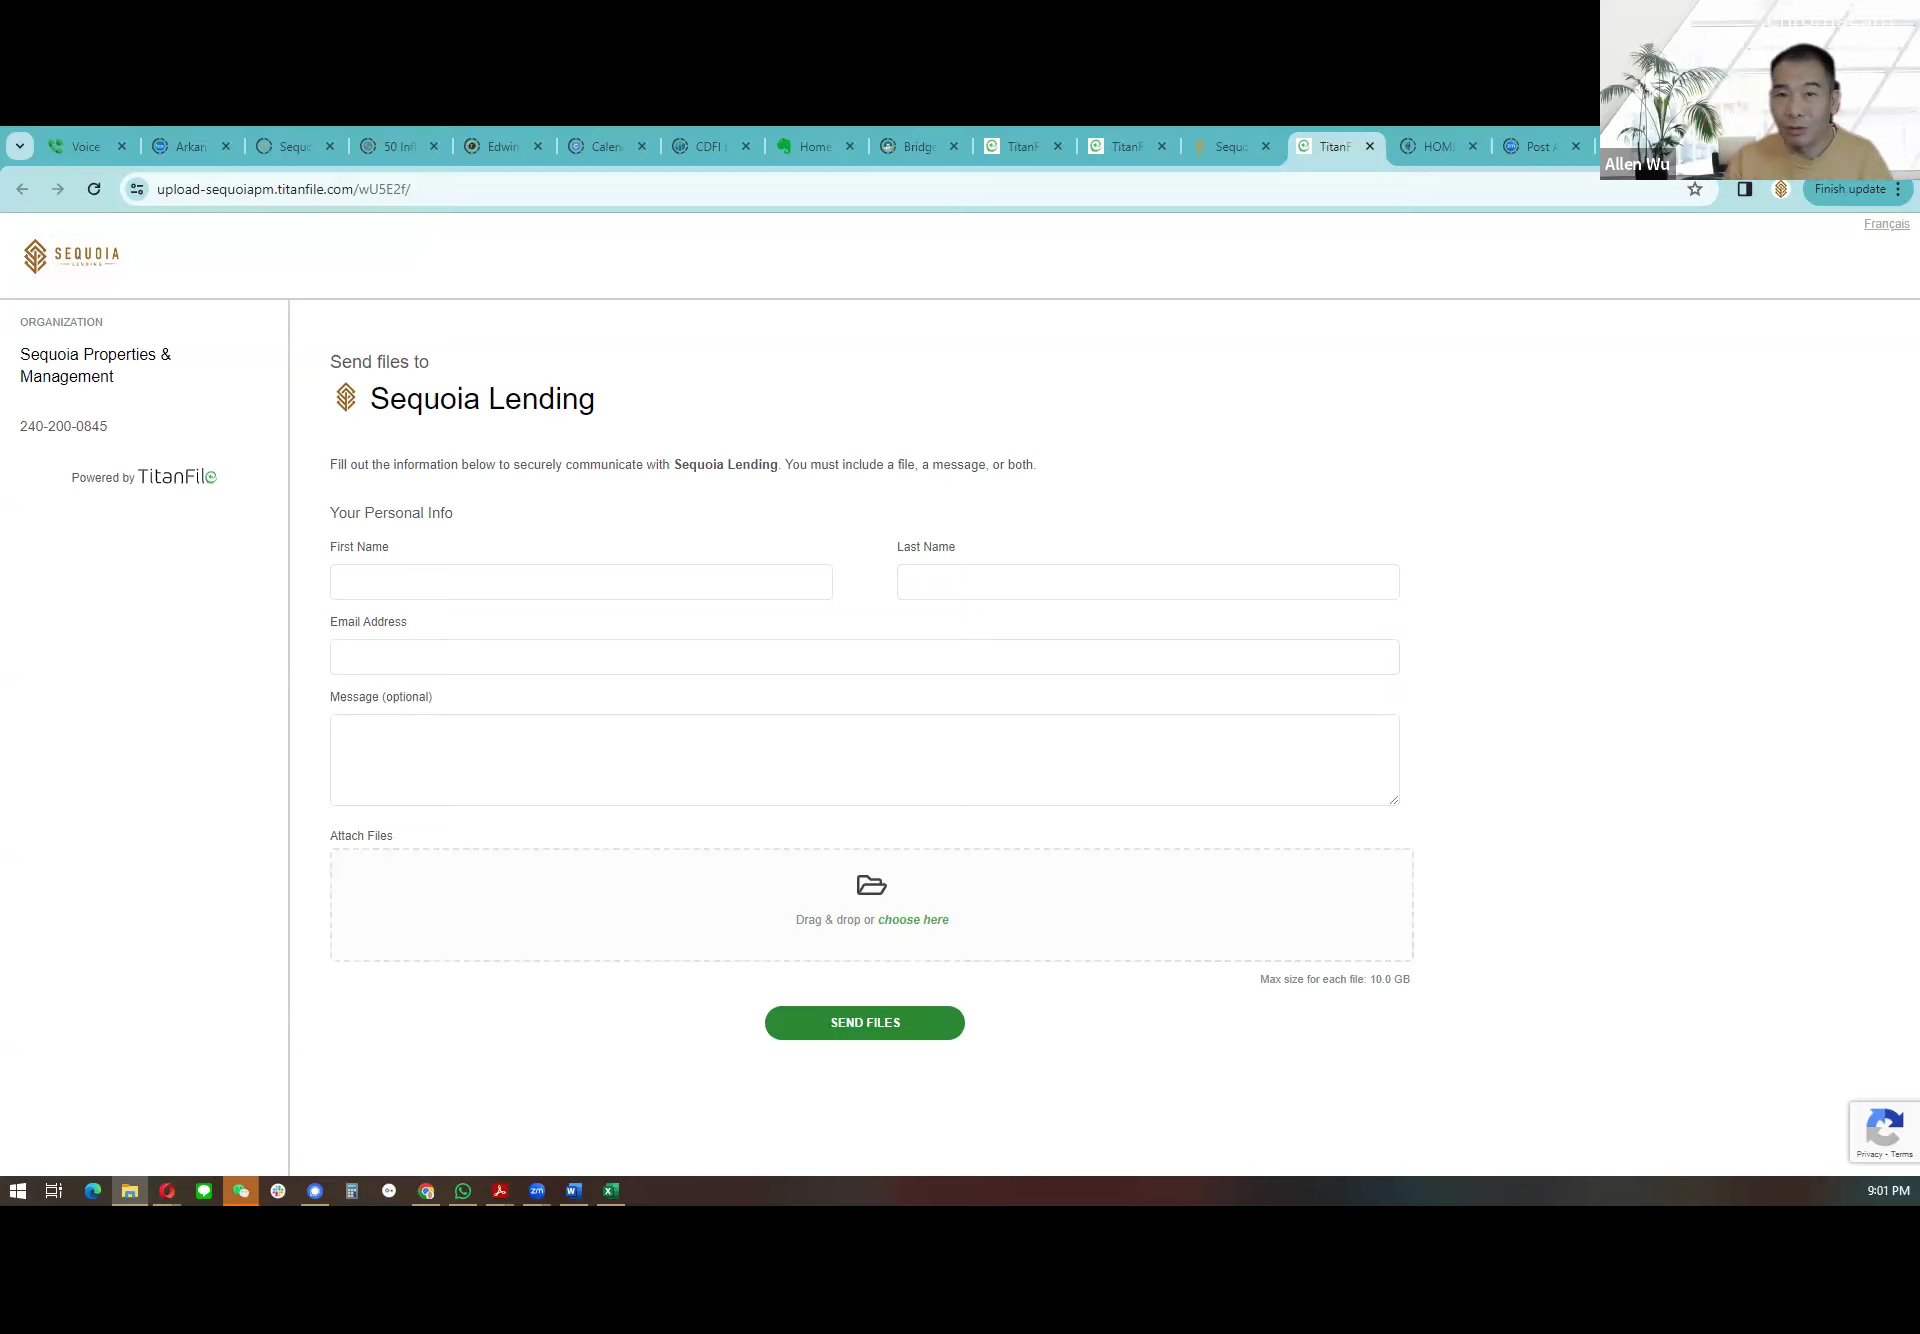 Allen Wu
Voice
Arkan
Sequo
50 Infl
Edwin
Calen
CDFI
Home
Bridge
TitanF
TitanF
Sequo
TitanF
HOM
Post A
upload-sequoiapm.titanfile.com/wU5E2f/
Finish update
Français
SEQUOIA
LENDING
ORGANIZATION
Sequoia Properties &
Management
240-200-0845
Powered by TitanFile
Send files to
Sequoia Lending
Fill out the information below to securely communicate with Sequoia Lending. You must include a file, a message, or both.
Your Personal Info
First Name
Last Name
Email Address
Message (optional)
Attach Files
Drag & drop or choose here
Max size for each file: 10.0 GB
SEND FILES
Privacy - Terms
zm
9:01 PM